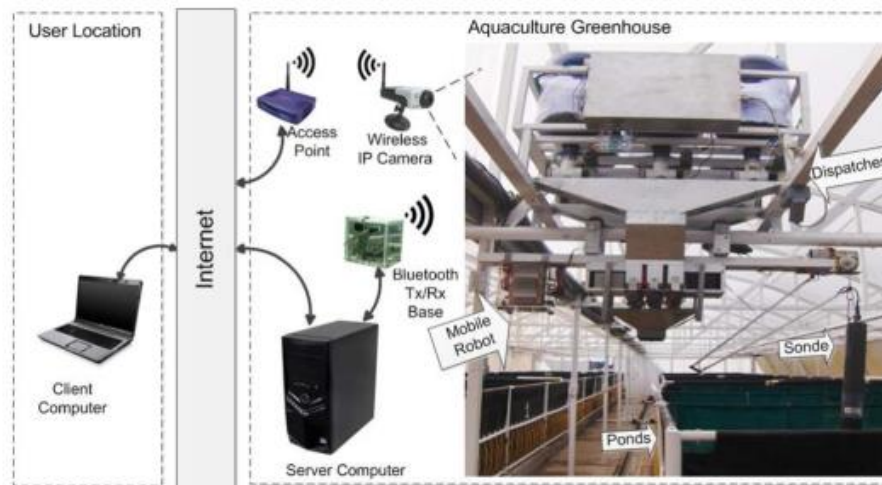 User Location
Aquaculture Greenhouse
Access
Point
Wireless
IP Camera
Dispatcher
Internet
Bluetooth
Tx/Rx
Base
Mobile
Robot
Sonde
Client
Computer
Ponds
Server Computer